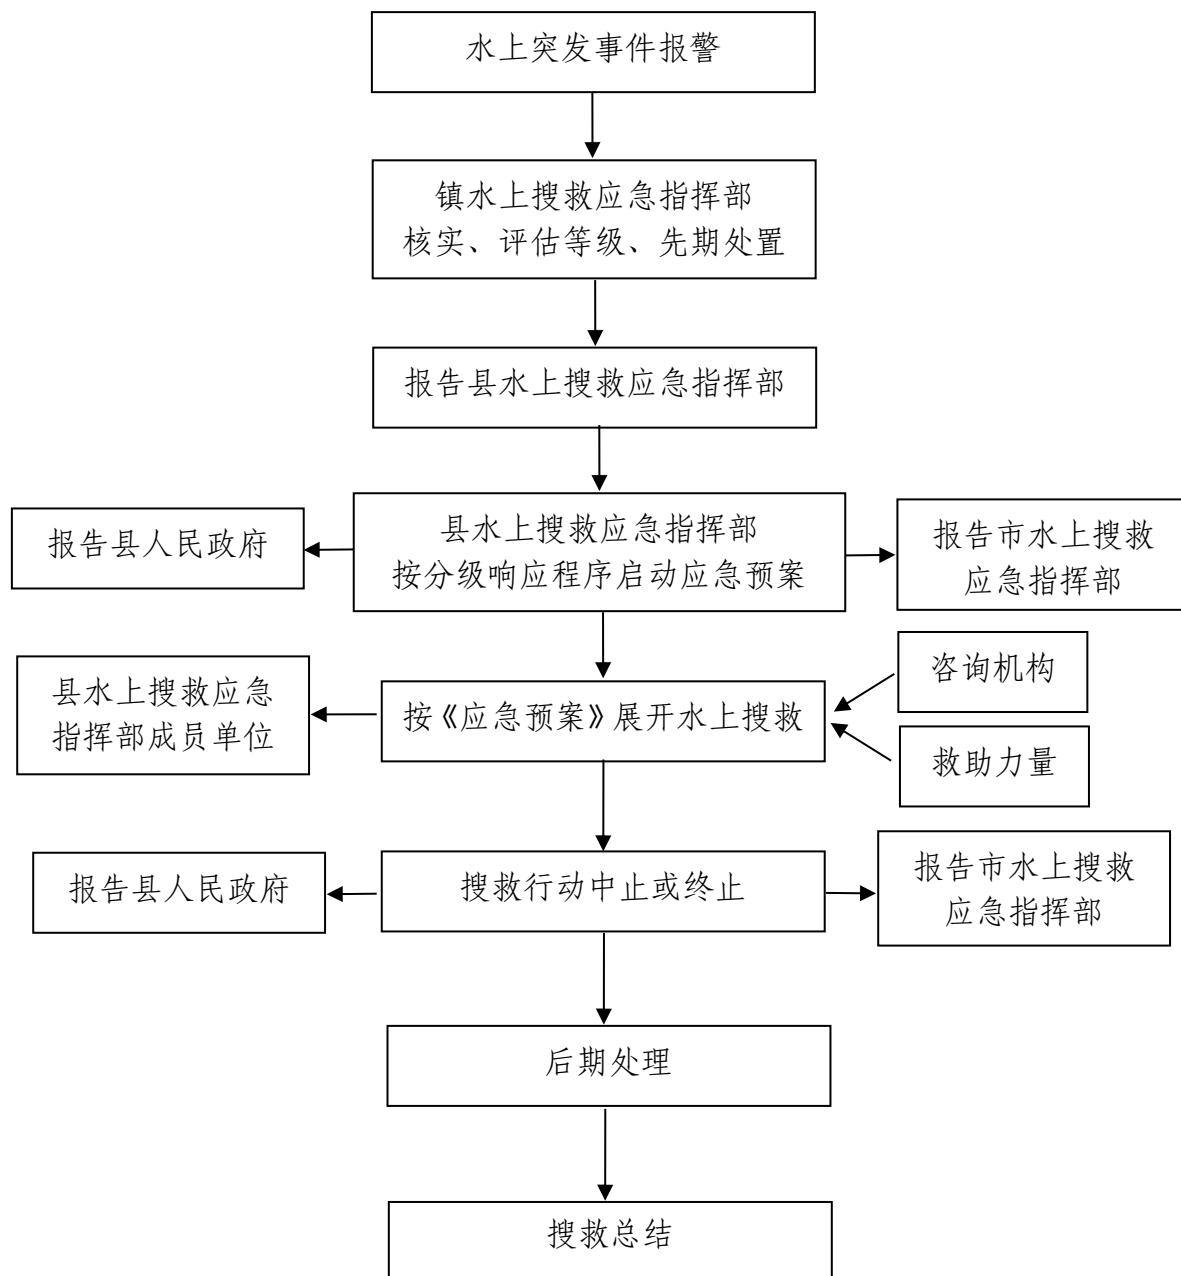 水上突发事件报警
镇水上搜救应急指挥部
核实、评估等级、先期处置
报告县水上搜救应急指挥部
报告县人民政府
县水上搜救应急指挥部
按分级响应程序启动应急预案
报告市水上搜救
应急指挥部
县水上搜救应急
指挥部成员单位
按《应急预案》展开水上搜救
咨询机构
救助力量
报告县人民政府
搜救行动中止或终止
报告市水上搜救
应急指挥部
后期处理
搜救总结